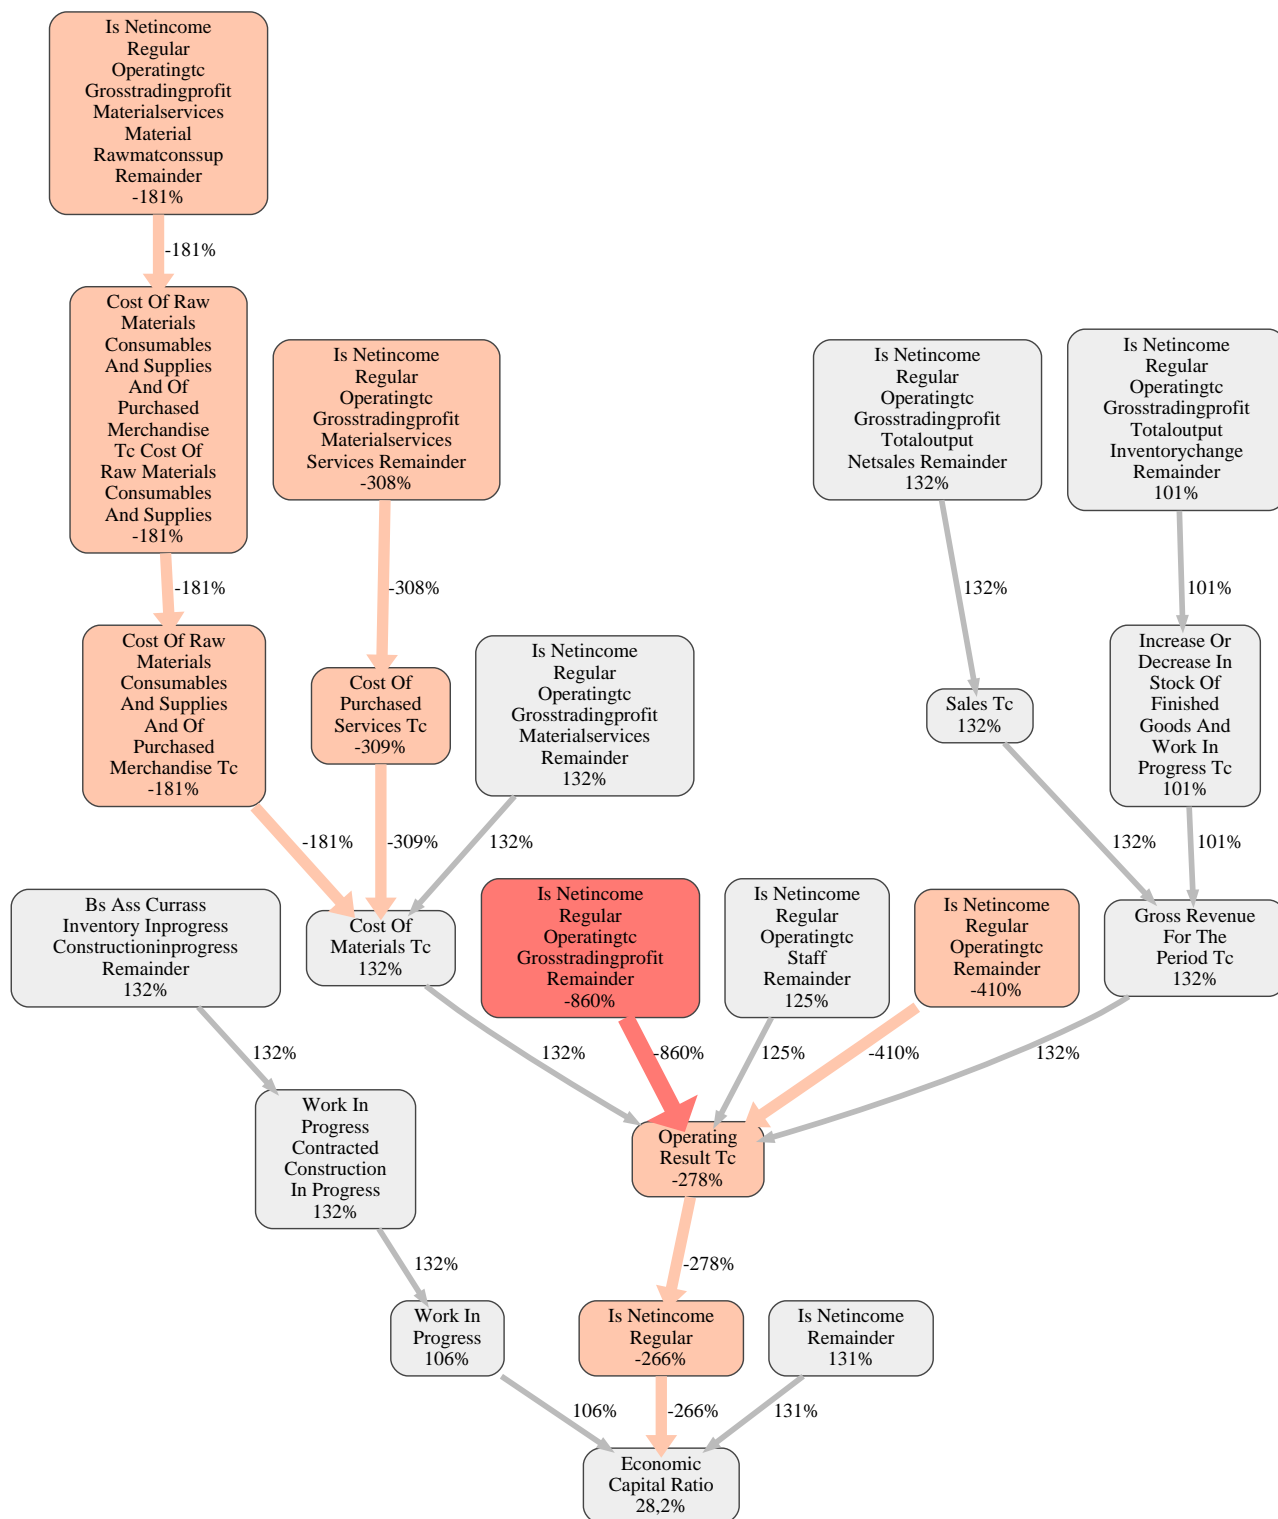 Is Netincome
Regular
Operatingtc
Grosstradingprofit
Materialservices
Material
Rawmatconssup
Remainder
-181%
-181%
Cost Of Raw
Materials
Consumables
And Supplies
And Of
Purchased
Merchandise
Tc Cost Of
Raw Materials
Consumables
And Supplies
-181%
Is Netincome
Regular
Operatingtc
Grosstradingprofit
Materialservices
Services Remainder
-308%
Is Netincome
Regular
Operatingtc
Grosstradingprofit
Totaloutput
Netsales Remainder
132%
Is Netincome
Regular
Operatingtc
Grosstradingprofit
Totaloutput
Inventorychange
Remainder
101%
-181%
-308%
132%
101%
Cost Of Raw
Materials
Consumables
And Supplies
And Of
Purchased
Merchandise Tc
-181%
Cost Of
Purchased
Services Tc
-309%
Is Netincome
Regular
Operatingtc
Grosstradingprofit
Materialservices
Remainder
132%
Sales Tc
132%
Increase Or
Decrease In
Stock Of
Finished
Goods And
Work In
Progress Tc
101%
-181%
-309%
132%
132%
101%
Bs Ass Currass
Inventory Inprogress
Constructioninprogress
Remainder
132%
Cost Of
Materials Tc
132%
Is Netincome
Regular
Operatingtc
Grosstradingprofit
Remainder
-860%
Is Netincome
Regular
Operatingtc
Staff
Remainder
125%
Is Netincome
Regular
Operatingtc
Remainder
-410%
Gross Revenue
For The
Period Tc
132%
132%
132%
-860%
125%
-410%
132%
Work In
Progress
Contracted
Construction
In Progress
132%
Operating
Result Tc
-278%
132%
-278%
Work In
Progress
106%
Is Netincome
Regular
-266%
Is Netincome
Remainder
131%
106%
-266%
131%
Economic
Capital Ratio
28,2%